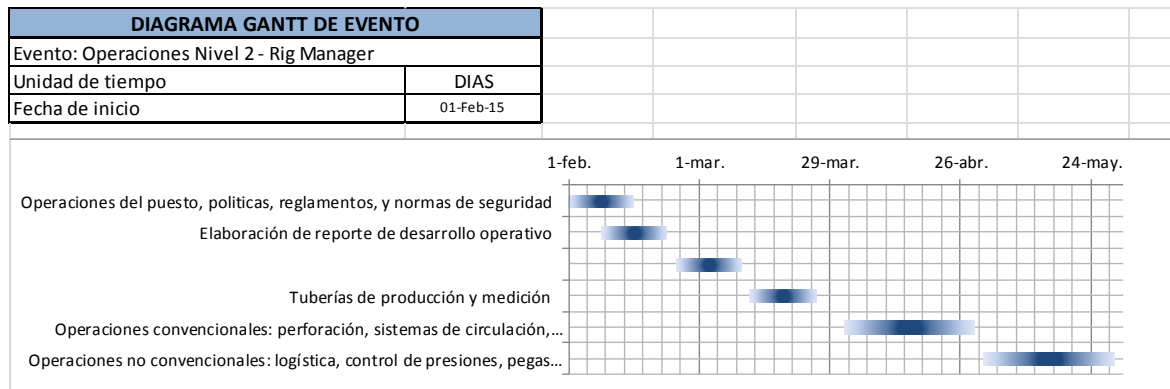 DIAGRAMA GANTT DE EVENTO
Evento: Operaciones Nivel 2 - Rig Manager
Unidad de tiempo DIAS
Fecha de inicio 01-Feb-15
1-feb. 1-mar. 29-mar. 26-abr. 24-may.
Operaciones del puesto, politicas, reglamentos, y normas de seguridad
Elaboración de reporte de desarrollo operativo
Tuberías de producción y medición
Operaciones convencionales: perforación, sistemas de circulación,...
Operaciones no convencionales: logística, control de presiones, pegas...